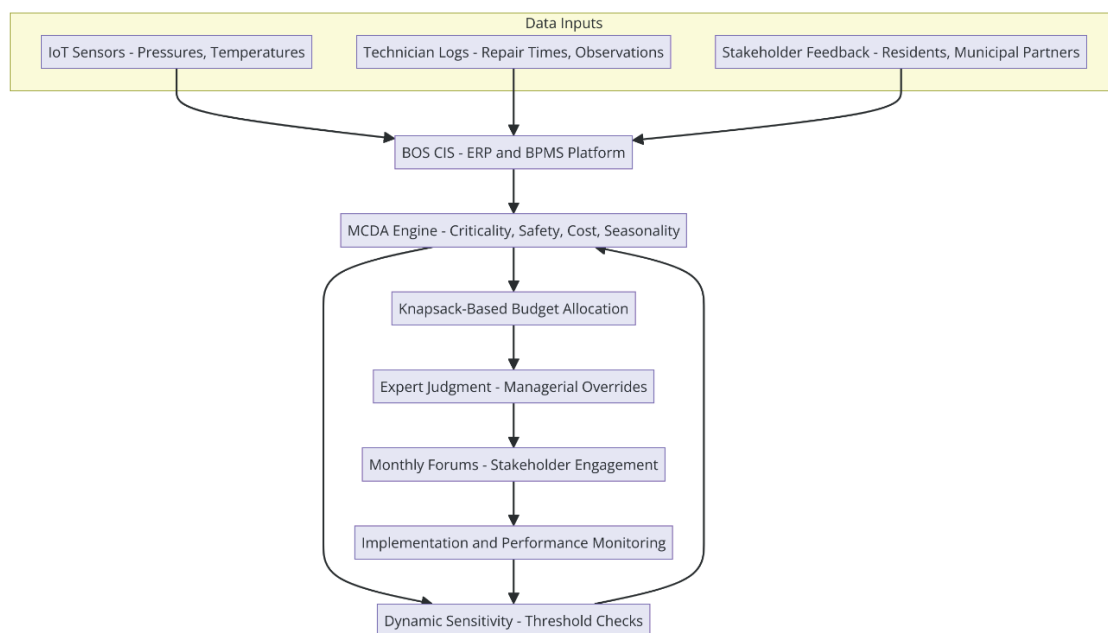 Data Inputs
IoT Sensors - Pressures, Temperatures
Technician Logs - Repair Times, Observations
Stakeholder Feedback - Residents, Municipal Partners
BOS CIS - ERP and BPMS Platform
MCDA Engine - Criticality, Safety, Cost, Seasonality
Knapsack-Based Budget Allocation
Expert Judgment - Managerial Overrides
Monthly Forums - Stakeholder Engagement
Implementation and Performance Monitoring
Dynamic Sensitivity - Threshold Checks